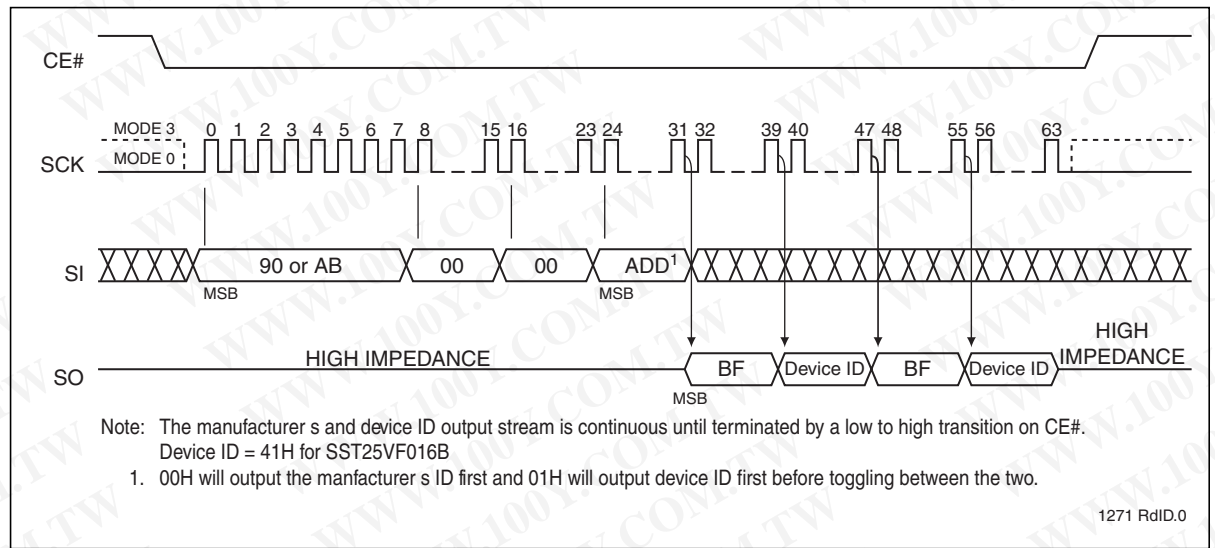 CE#
MODE 3 0 1 2 3 4 5 6 7 8 15 16 23 24 31 32 39 40 47 48 55 56 63
SCK MODE 0
SI 90 or AB 00 00 ADD1
MSB MSB
HIGH
SO HIGH IMPEDANCE BF Device ID BF Device ID IMPEDANCE
MSB
Note: The manufacturer s and device ID output stream is continuous until terminated by a low to high transition on CE#.
Device ID = 41H for SST25VF016B
1. 00H will output the manfacturer s ID first and 01H will output device ID first before toggling between the two.
1271 RdID.0
WWW.100Y.COM.TW